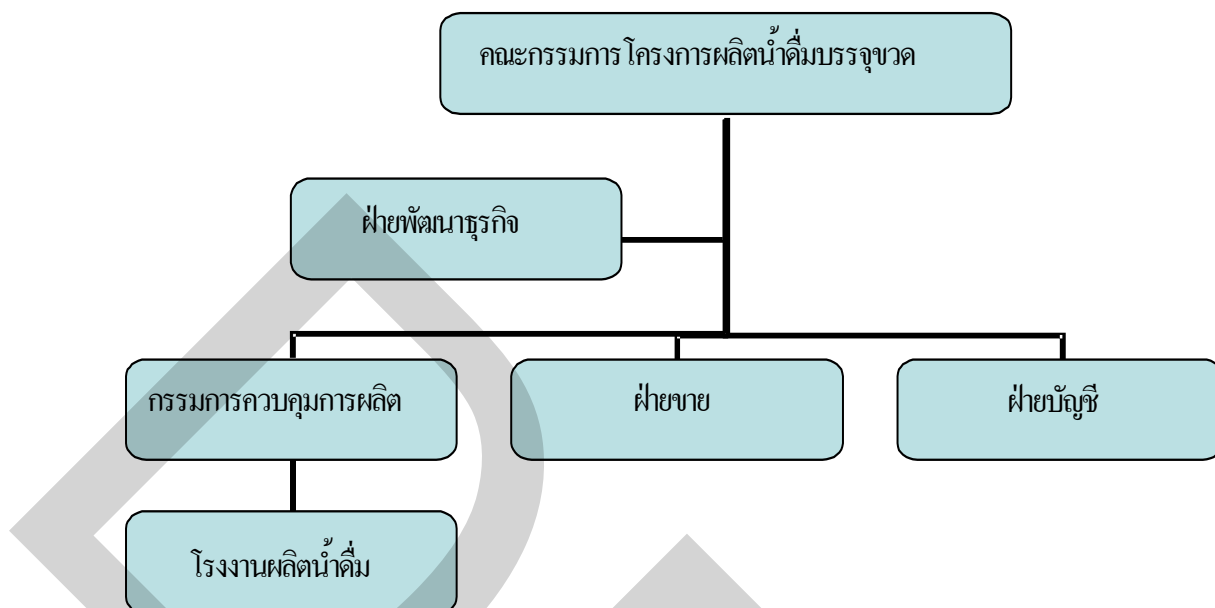 คณะกรรมการโครงการผลิตน้ำดื่มบรรจุขวด
ฝ่ายพัฒนาธุรกิจ
กรรมการควบคุมการผลิต
ฝ่ายขาย
ฝ่ายบัญชี
โรงงานผลิตน้ำดื่ม